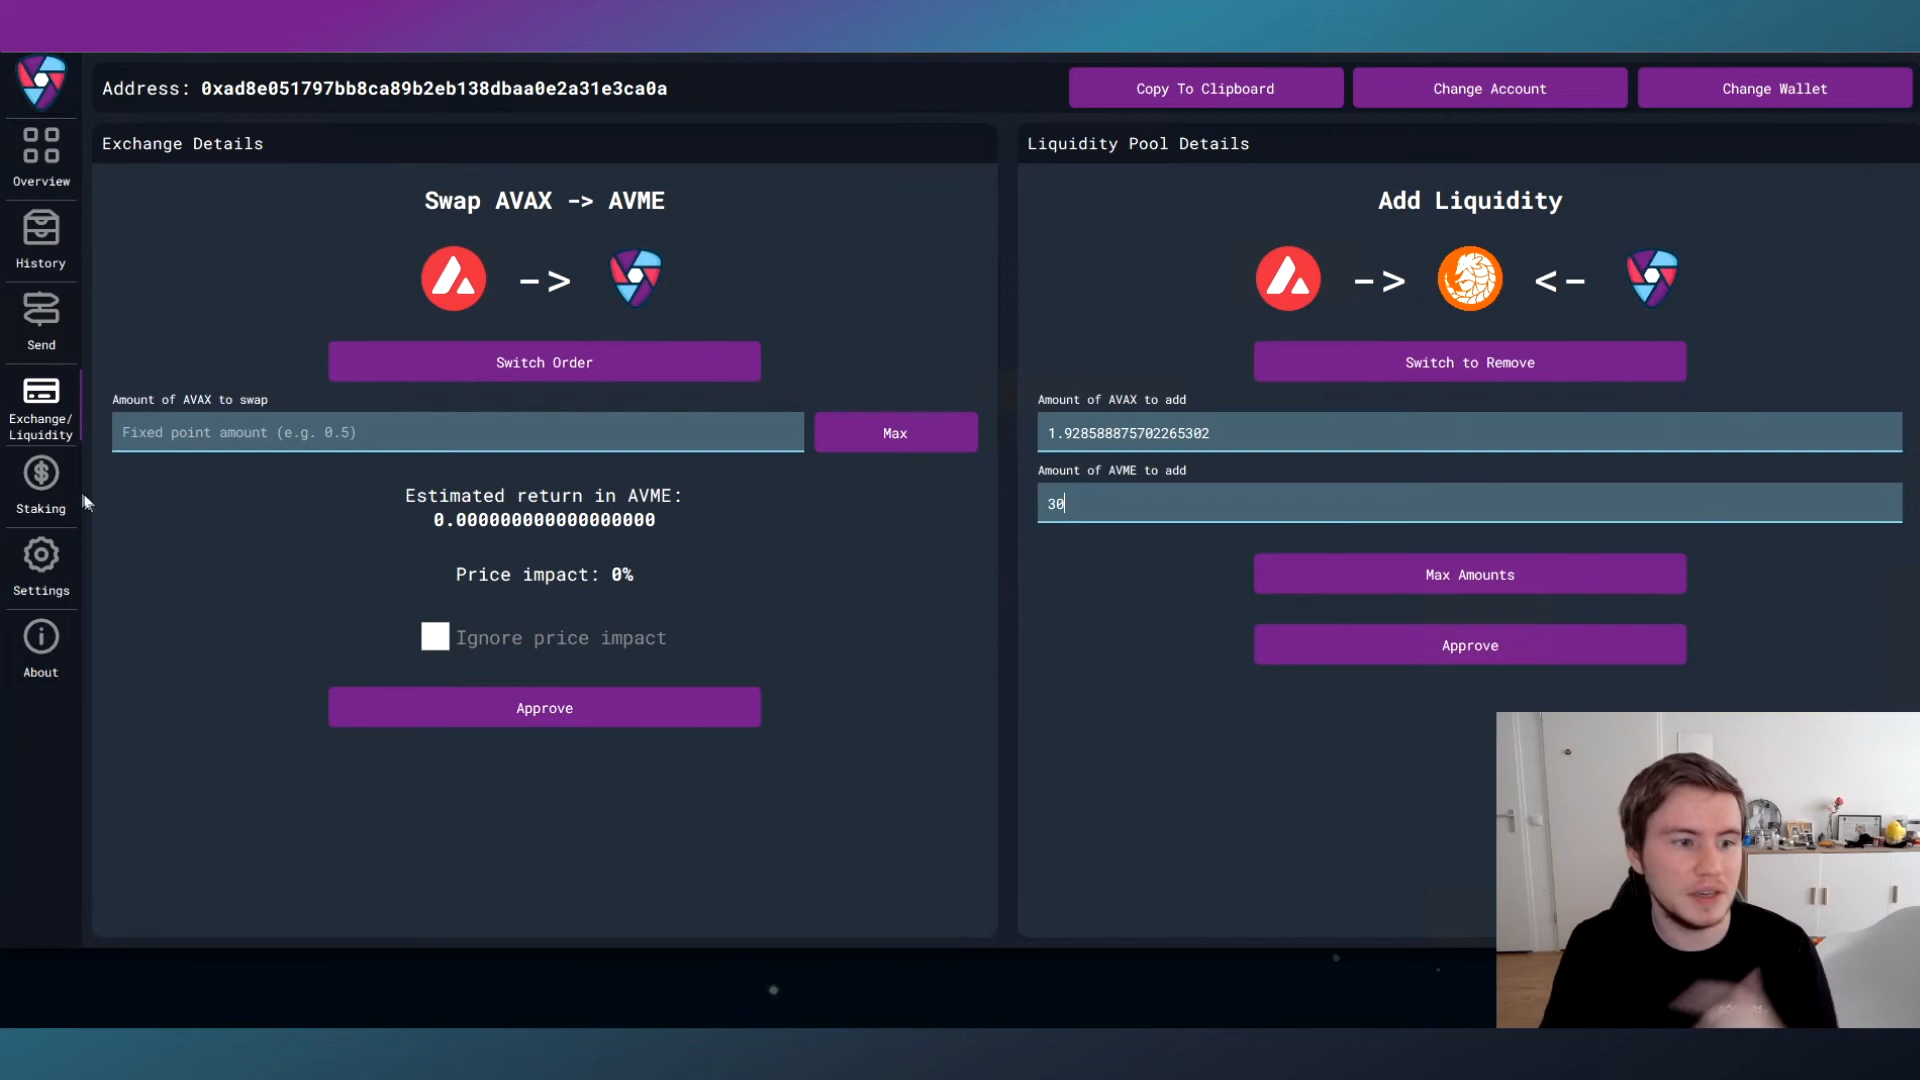 Address: 0xad8e051797bb8ca89b2eb138dbaa0e2a31e3ca0a
Copy To Clipboard
Change Account
Change Wallet
Overview
History
Send
Exchange/
Liquidity
Staking
Settings
About
Exchange Details
Swap AVAX -> AVME
->
Switch Order
Amount of AVAX to swap
Fixed point amount (e.g. 0.5)
Max
Estimated return in AVME:
0.000000000000000000
Price impact: 0%
Ignore price impact
Approve
Liquidity Pool Details
Add Liquidity
-> <-
Switch to Remove
Amount of AVAX to add
1.928588875702265302
Amount of AVME to add
30
Max Amounts
Approve